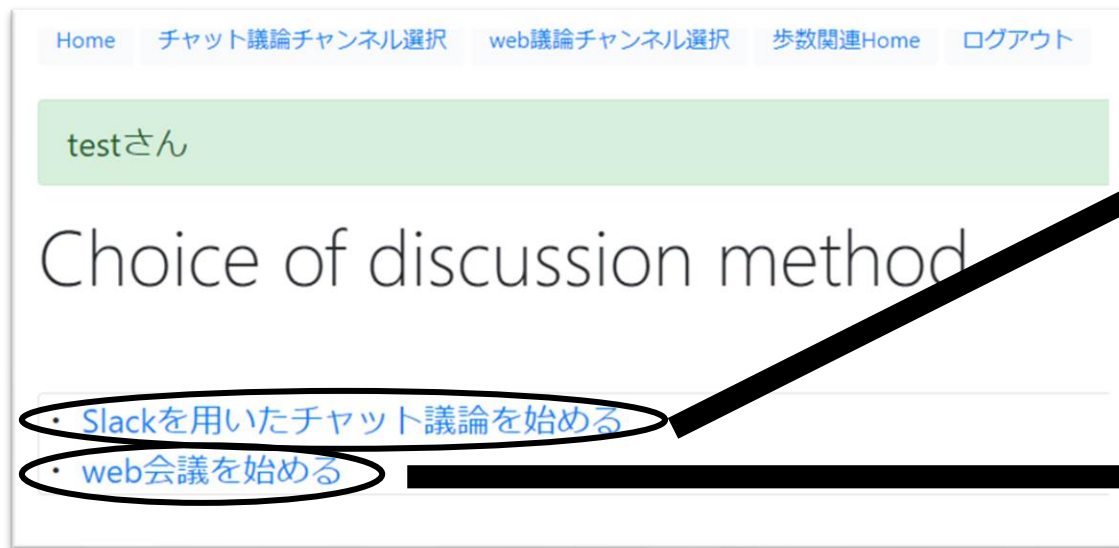 Home チャット議論チャンネル選択 web議論チャンネル選択 歩数関連Home ログアウト
testさん
Choice of discussion method
・ Slackを用いたチャット議論を始める
・ web会議を始める